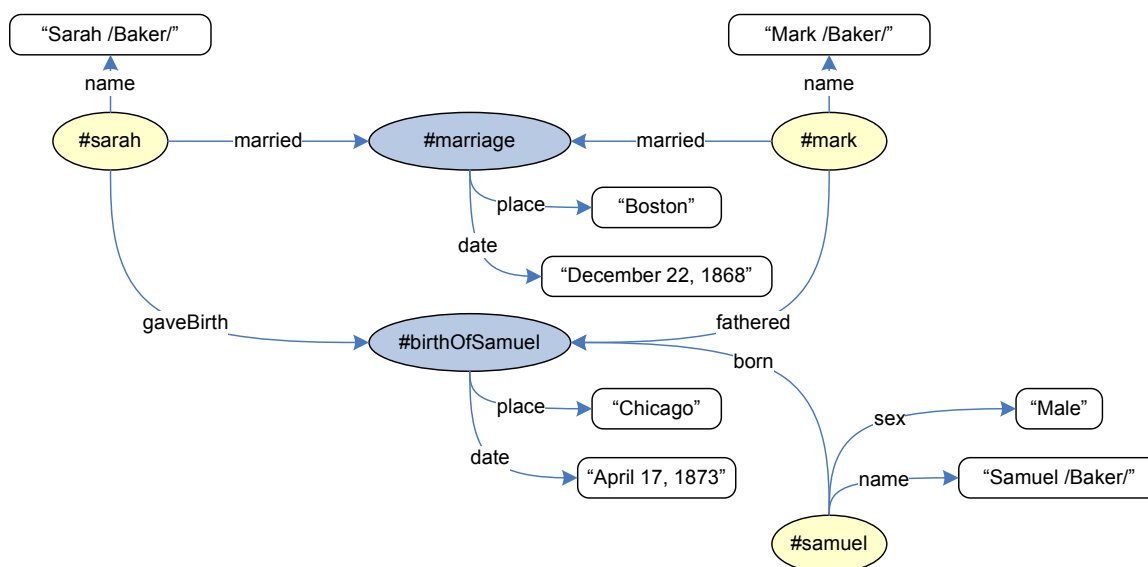 “Sarah /Baker/”
“Mark /Baker/”
name
name
#sarah
married
#marriage
married
#mark
place
“Boston”
date
“December 22, 1868”
gaveBirth
fathered
#birthOfSamuel
born
place
“Chicago”
sex
“Male”
date
“April 17, 1873”
name
“Samuel /Baker/”
#samuel